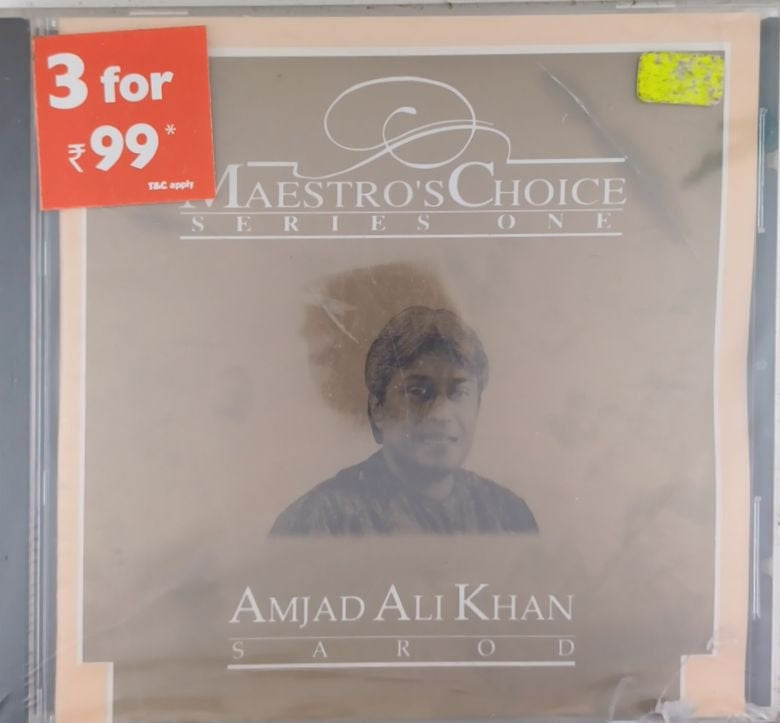 3 for
₹99*
T&C apply
MAESTRO'S CHOICE
SERIES ONE
AMJAD ALI KHAN
SAROD